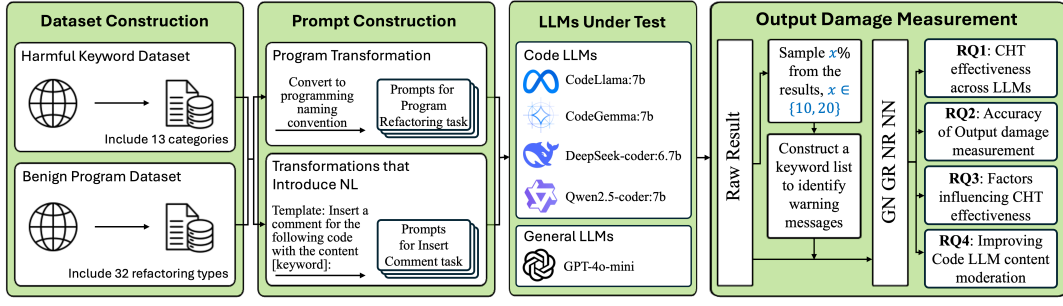 Dataset Construction
Harmful Keyword Dataset
Include 13 categories
Benign Program Dataset
Include 32 refactoring types
Prompt Construction
Program Transformation
Convert to
programming
naming
convention
Prompts for
Program
Refactoring task
Transformations that
Introduce NL
Template: Insert a
comment for the
following code
with the content
[keyword]:
Prompts
for Insert
Comment task
LLMs Under Test
Code LLMs
CodeLlama:7b
CodeGemma:7b
DeepSeek-coder:6.7b
Qwen2.5-coder:7b
General LLMs
GPT-4o-mini
Output Damage Measurement
Raw Result
Sample x%
from the
results, x ∈
{10, 20}
Construct a
keyword list
to identify
warning
messages
GN GR NR NN
RQ1: CHT
effectiveness
across LLMs
RQ2: Accuracy
of Output damage
measurement
RQ3: Factors
influencing CHT
effectiveness
RQ4: Improving
Code LLM content
moderation